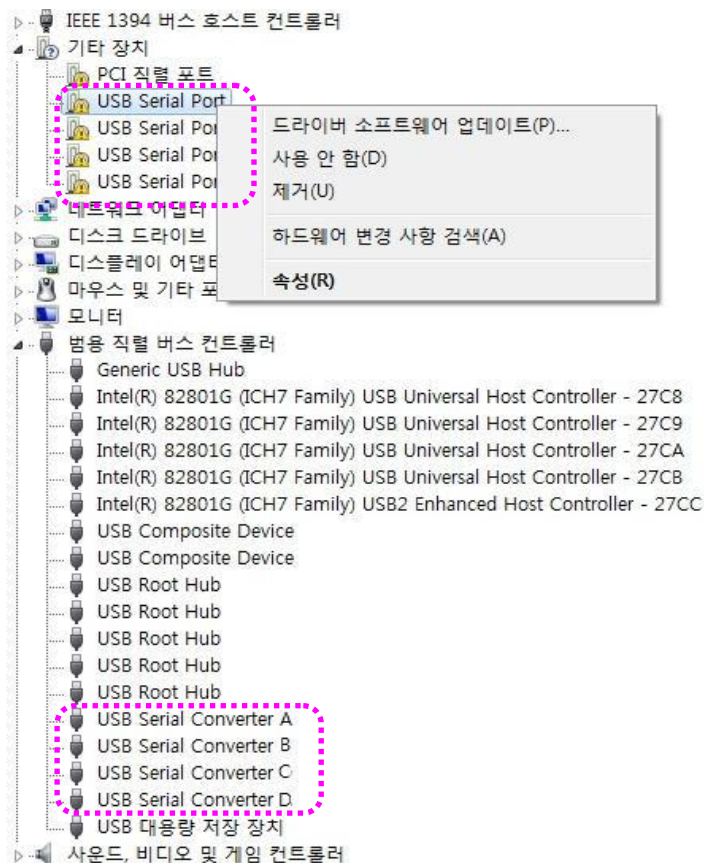 IEEE 1394 버스 호스트 컨트롤러
기타 장치
PCI 직렬 포트
USB Serial Port
USB Serial Por
USB Serial Por
USB Serial Por
드라이버 소프트웨어 업데이트(P)...
사용 안 함(D)
제거(U)
하드웨어 변경 사항 검색(A)
속성(R)
네트워크 어댑터
디스크 드라이브
디스플레이 어댑터
마우스 및 기타 포
모니터
범용 직렬 버스 컨트롤러
Generic USB Hub
Intel(R) 82801G (ICH7 Family) USB Universal Host Controller - 27C8
Intel(R) 82801G (ICH7 Family) USB Universal Host Controller - 27C9
Intel(R) 82801G (ICH7 Family) USB Universal Host Controller - 27CA
Intel(R) 82801G (ICH7 Family) USB Universal Host Controller - 27CB
Intel(R) 82801G (ICH7 Family) USB2 Enhanced Host Controller - 27CC
USB Composite Device
USB Composite Device
USB Root Hub
USB Root Hub
USB Root Hub
USB Root Hub
USB Root Hub
USB Serial Converter A
USB Serial Converter B
USB Serial Converter C
USB Serial Converter D
USB 대용량 저장 장치
사운드, 비디오 및 게임 컨트롤러